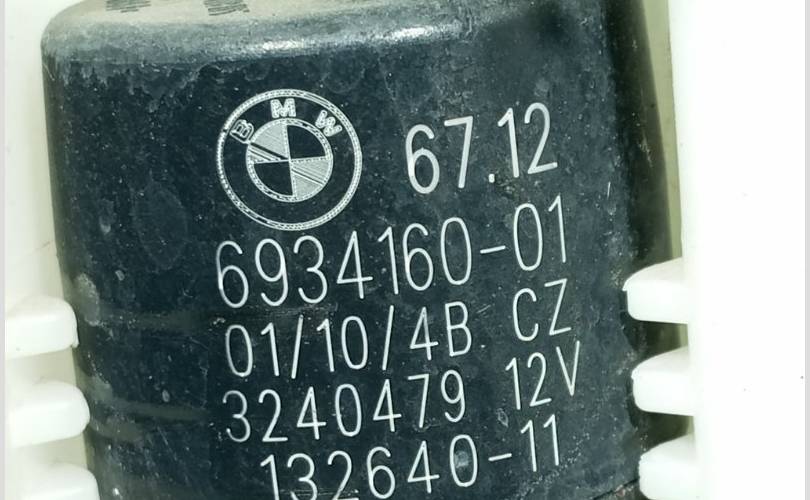 BMW 67.12
6934160-01
01/10/4B CZ
3240479 12V
132640-11